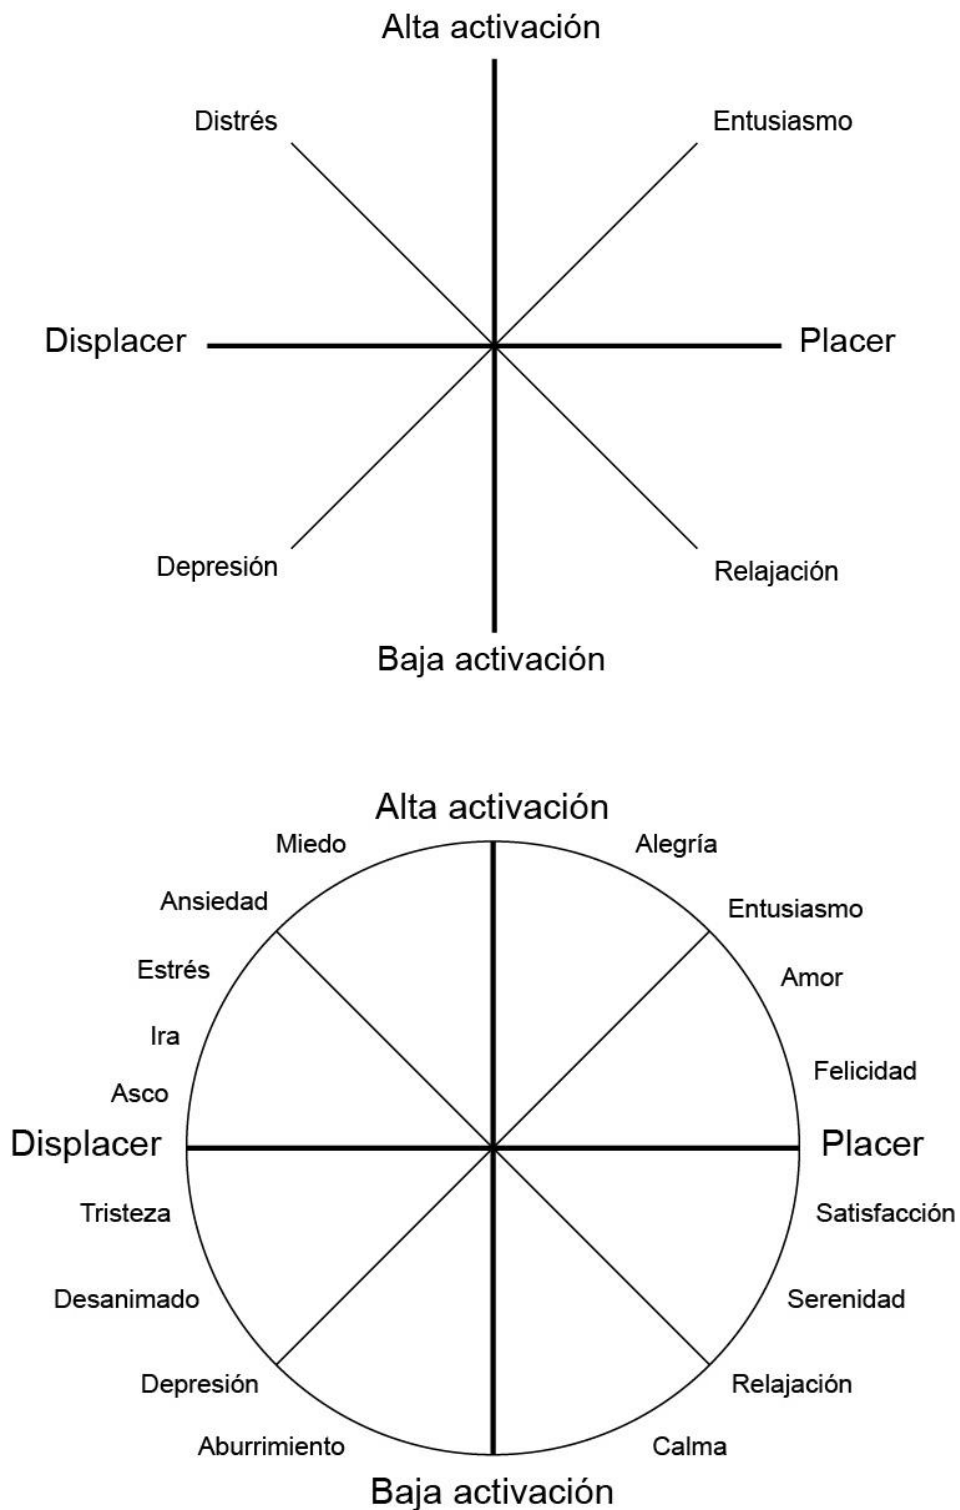 Alta activación
Distrés
Entusiasmo
Displacer
Placer
Depresión
Relajación
Baja activación
Alta activación
Miedo
Alegría
Ansiedad
Entusiasmo
Estrés
Amor
Ira
Felicidad
Asco
Displacer
Placer
Tristeza
Satisfacción
Desanimado
Serenidad
Depresión
Relajación
Aburrimiento
Calma
Baja activación